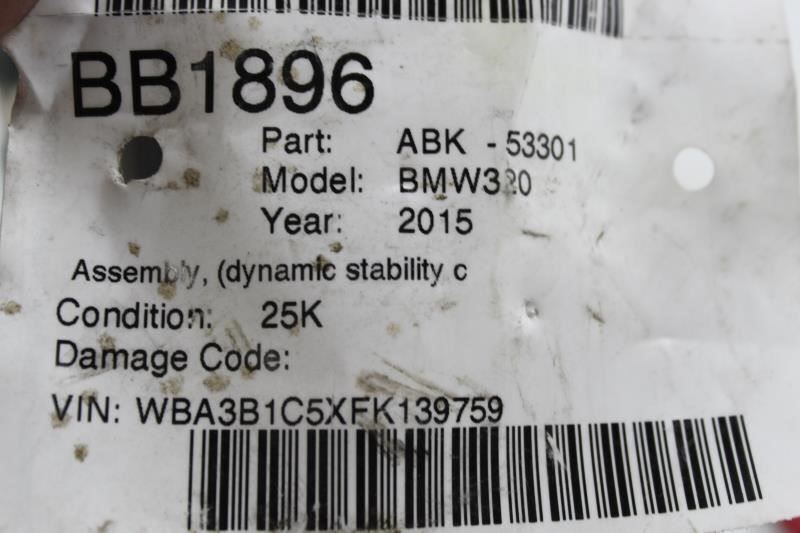 BB1896
Part: ABK - 53301
Model: BMW320
Year: 2015
Assembly, (dynamic stability c
Condition: 25K
Damage Code:
VIN: WBA3B1C5XFK139759